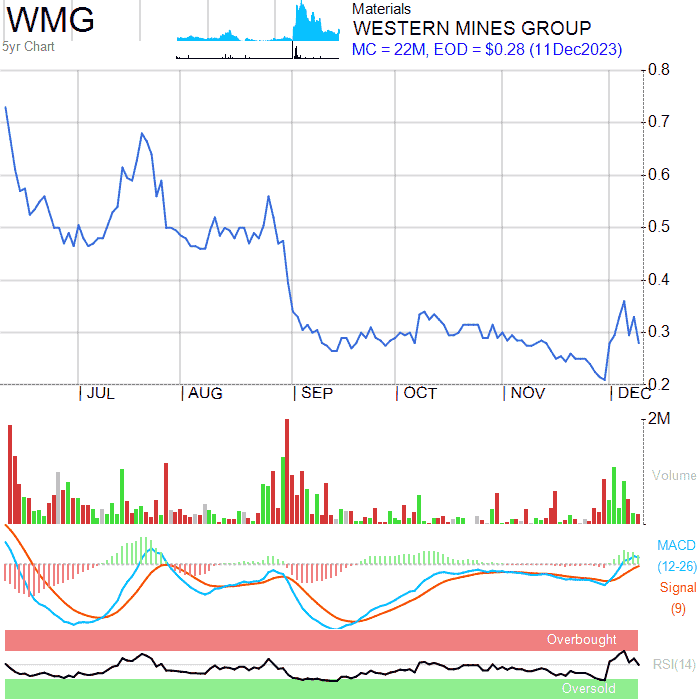 WMG
5yr Chart
Materials
WESTERN MINES GROUP
MC = 22M, EOD = $0.28 (11Dec2023)
0.8
0.7
0.6
0.5
0.4
0.3
0.2
JUL AUG SEP OCT NOV DEC
2M
Volume
MACD
(12-26)
Signal
(9)
Overbought
RSI(14)
Oversold